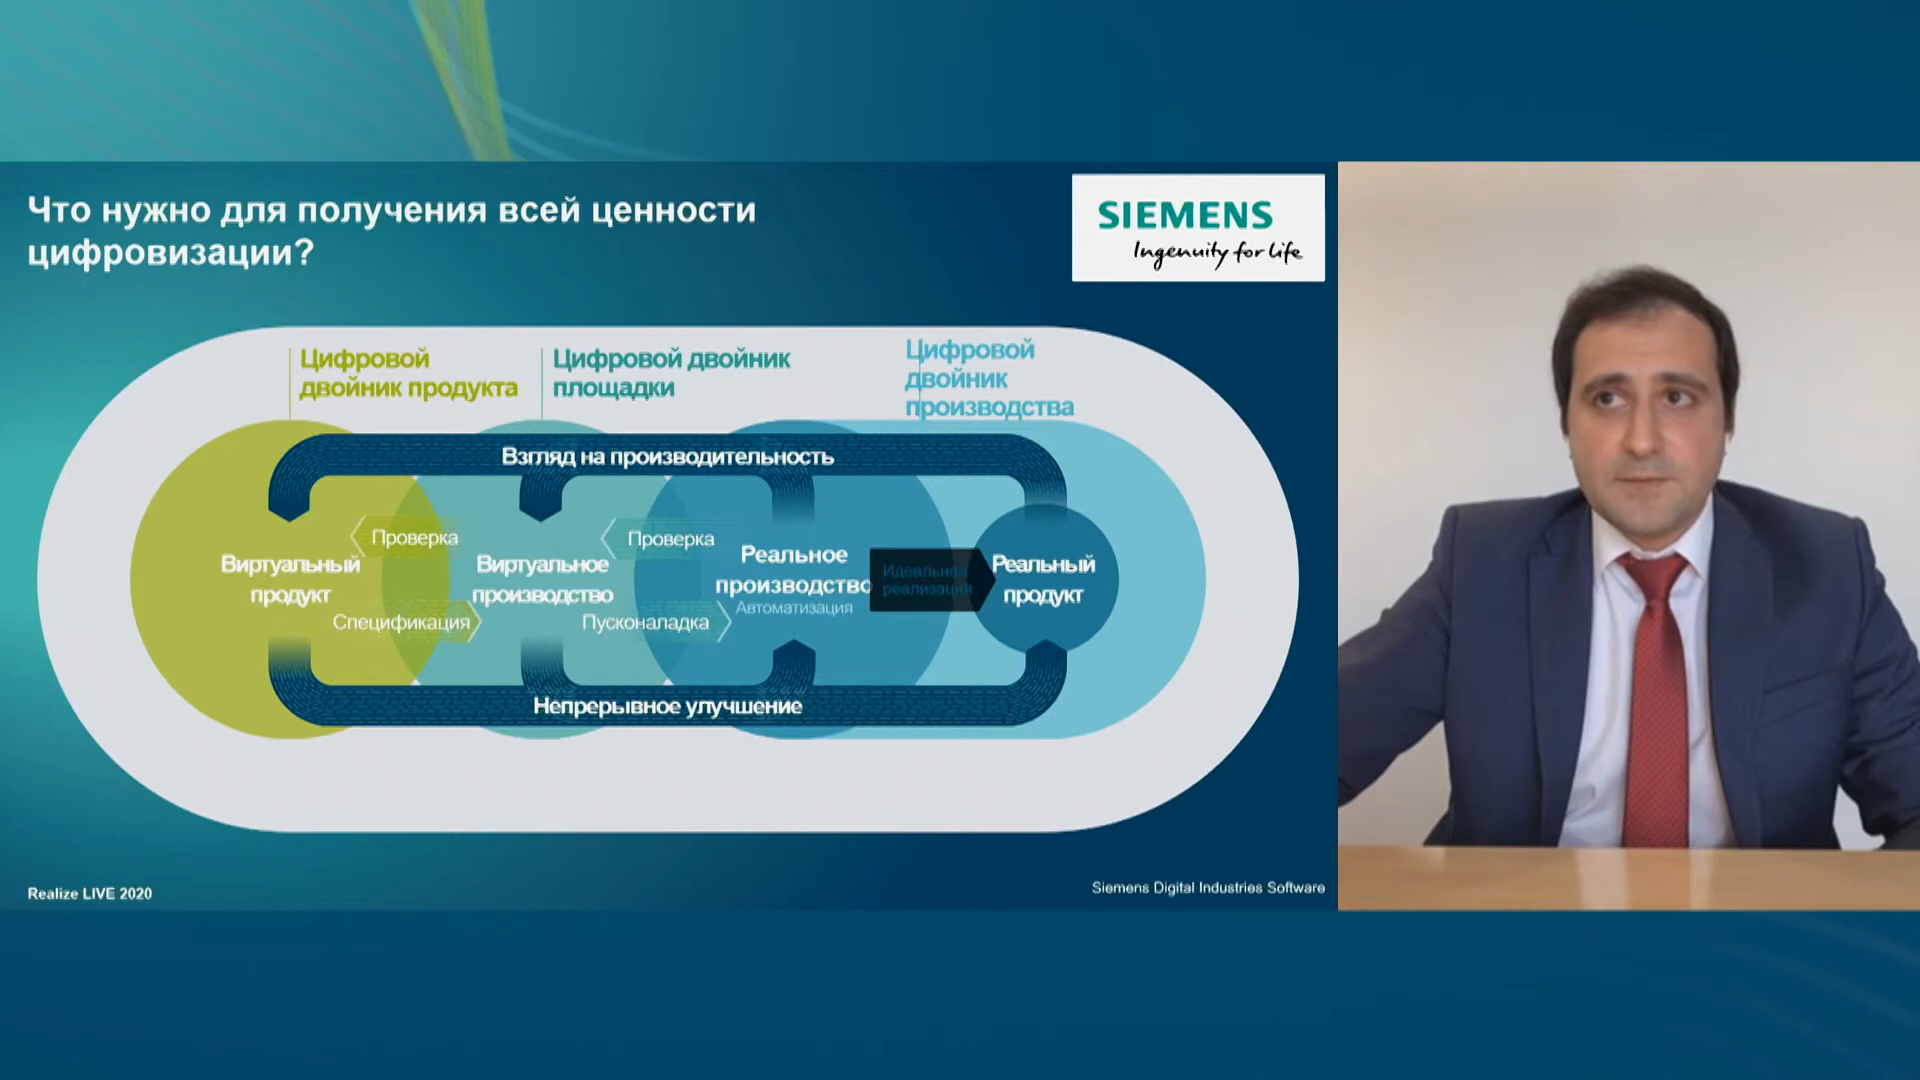 Что нужно для получения всей ценности
цифровизации?
SIEMENS
Ingenuity for life
Цифровой
двойник продукта
Цифровой двойник
площадки
Цифровой
двойник
производства
Взгляд на производительность
Проверка
Проверка
Виртуальный
продукт
Виртуальное
производство
Реальное
производство
Автоматизация
Идеальная
реализация
Реальный
продукт
Спецификация
Пусконаладка
Непрерывное улучшение
Realize LIVE 2020
Siemens Digital Industries Software